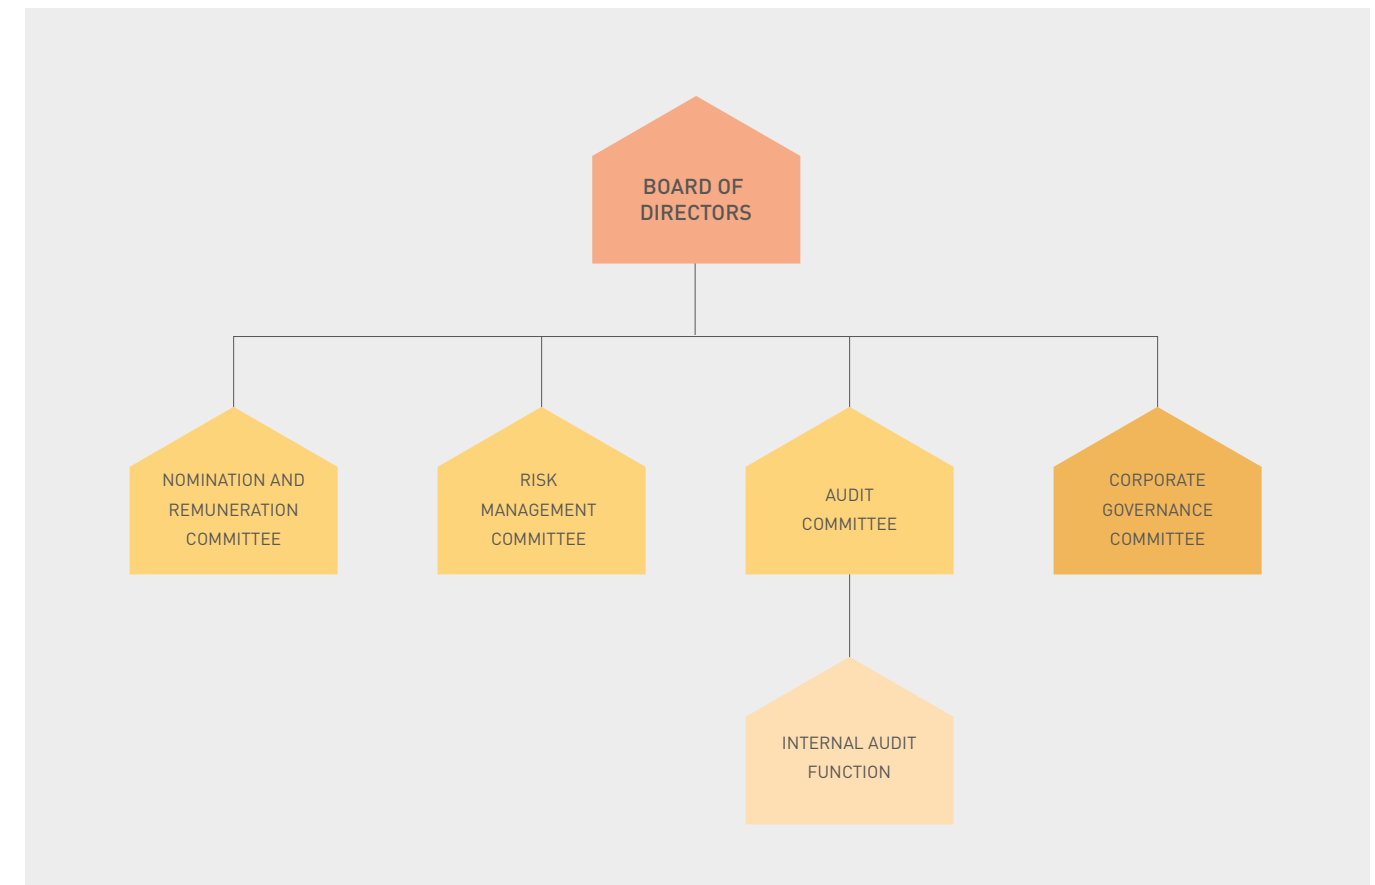 BOARD OF
DIRECTORS
NOMINATION AND
REMUNERATION
COMMITTEE
RISK
MANAGEMENT
COMMITTEE
AUDIT
COMMITTEE
CORPORATE
GOVERNANCE
COMMITTEE
INTERNAL AUDIT
FUNCTION